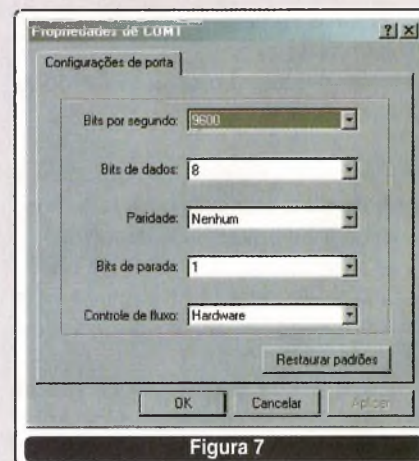 Propriedades de COM1
Configurações de porta
Bits por segundo: 9600
Bits de dados: 8
Paridade: Nenhum
Bits de parada: 1
Controle de fluxo: Hardware
Restaurar padrões
OK Cancelar Aplicar
Figura 7